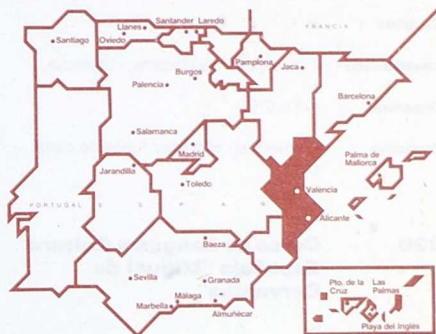 Santander Laredo
Llanes
Oviedo
Santiago
FRANCIA
Pamplona
Jaca
Burgos
Palencia
Barcelona
Salamanca
Madrid
Jarandilla
Toledo
Palma de
Mallorca
Valencia
PORTUGAL
Alicante
Baeza
Sevilla
Granada
Málaga
Marbella
Almuñécar
Pto. de la
Cruz
Las
Palmas
Playa del Inglés